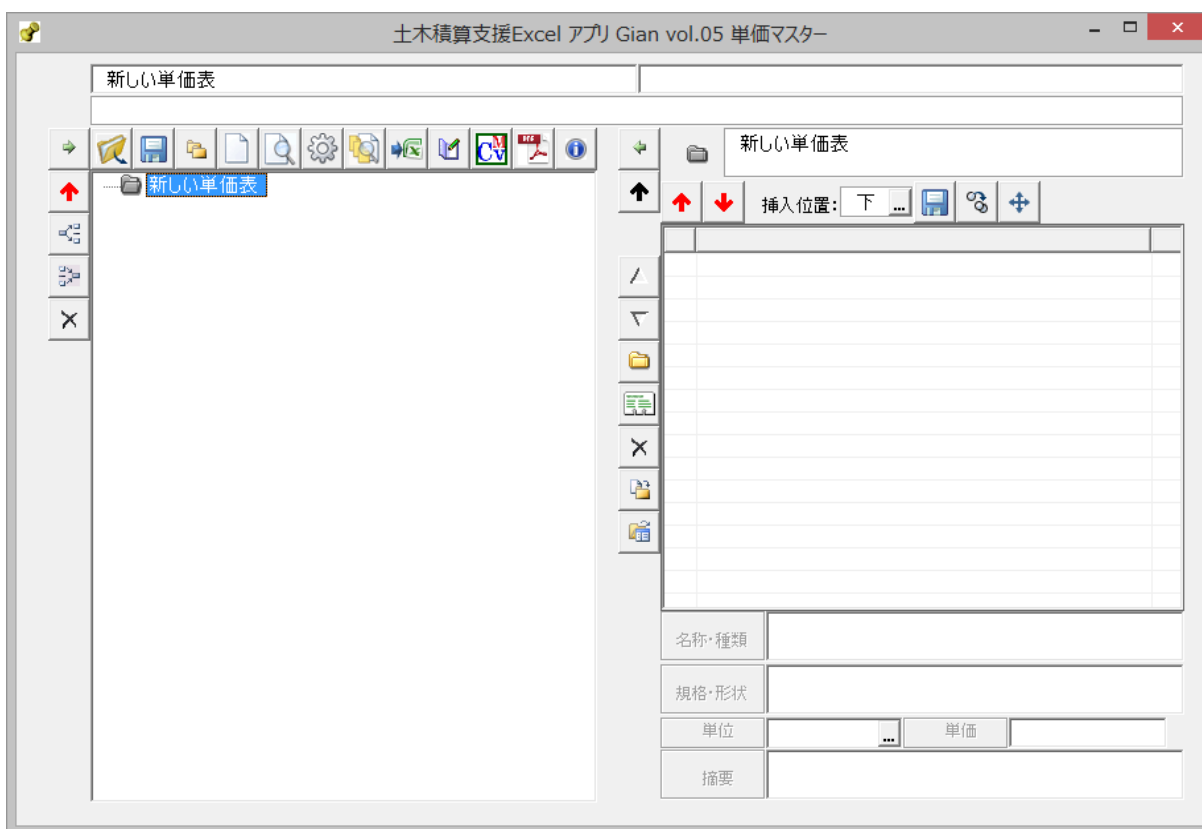 土木積算支援Excel アプリ Gian vol.05 単価マスター
新しい単価表
新しい単価表
新しい単価表
挿入位置: 下 ...
名称・種類
規格・形状
単位 ... 単価
摘要